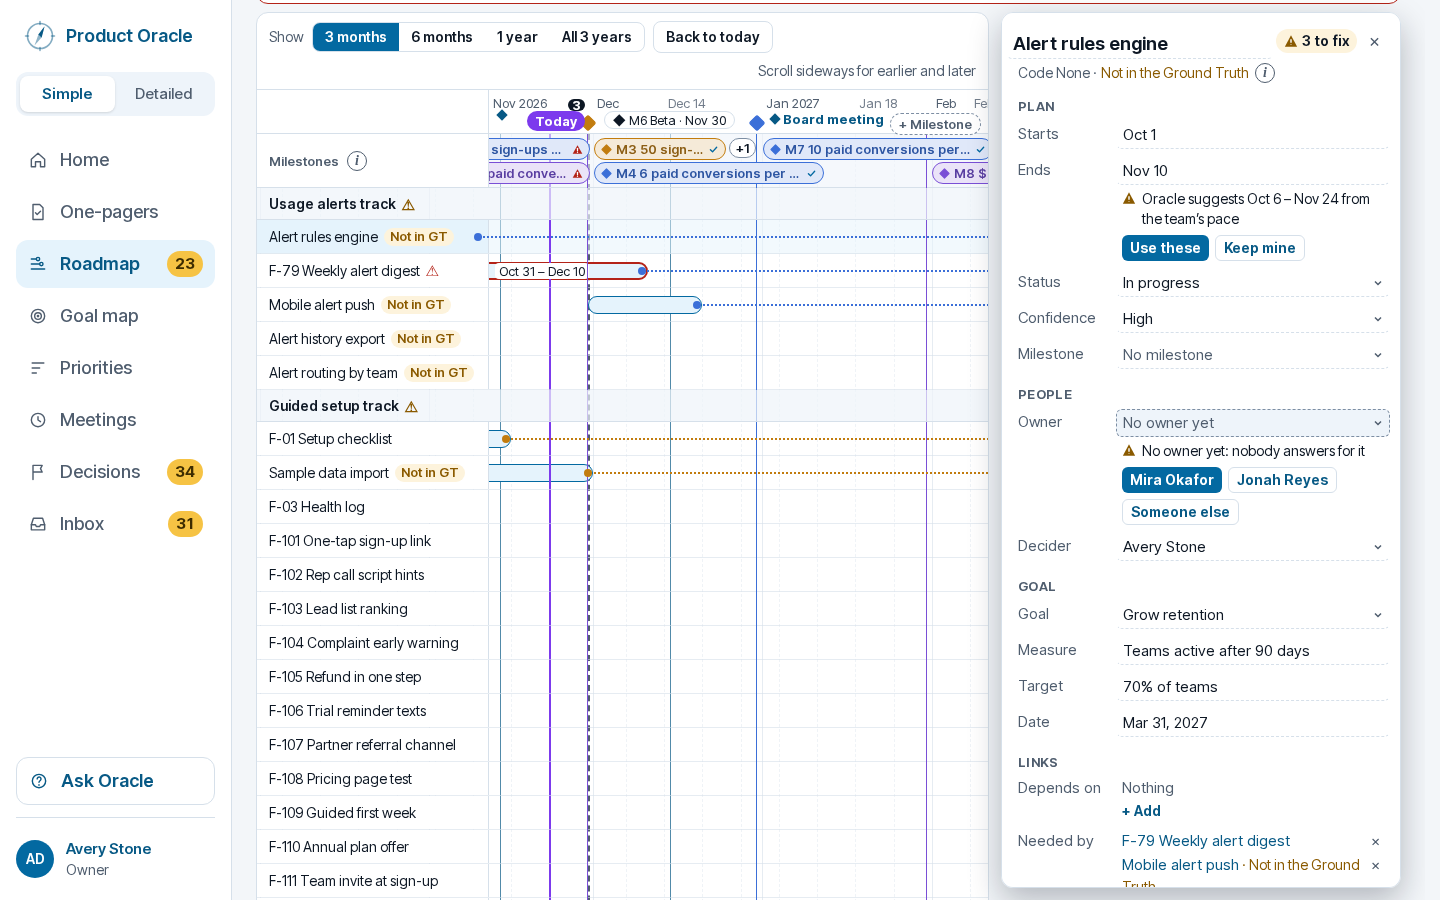 Product Oracle
Simple
Detailed
Home
One-pagers
Roadmap
23
Goal map
Priorities
Meetings
Decisions
34
Inbox
31
Ask Oracle
AD
Avery Stone
Owner
Show
3 months
6 months
1 year
All 3 years
Back to today
Scroll sideways for earlier and later
Nov 2026
3
Dec
Dec 14
Jan 2027
Jan 18
Feb
Today
M6 Beta · Nov 30
Board meeting
+ Milestone
Milestones
i
sign-ups ...
M3 50 sign-...
+1
M7 10 paid conversions per...
paid conve...
M4 6 paid conversions per ...
M8 $
Usage alerts track
Alert rules engine
Not in GT
F-79 Weekly alert digest
Oct 31 – Dec 10
Mobile alert push
Not in GT
Alert history export
Not in GT
Alert routing by team
Not in GT
Guided setup track
F-01 Setup checklist
Sample data import
Not in GT
F-03 Health log
F-101 One-tap sign-up link
F-102 Rep call script hints
F-103 Lead list ranking
F-104 Complaint early warning
F-105 Refund in one step
F-106 Trial reminder texts
F-107 Partner referral channel
F-108 Pricing page test
F-109 Guided first week
F-110 Annual plan offer
F-111 Team invite at sign-up
Alert rules engine
3 to fix
×
Code None · Not in the Ground Truth
i
PLAN
Starts
Oct 1
Ends
Nov 10
Oracle suggests Oct 6 – Nov 24 from
the team's pace
Use these
Keep mine
Status
In progress
Confidence
High
Milestone
No milestone
PEOPLE
Owner
No owner yet
No owner yet: nobody answers for it
Mira Okafor
Jonah Reyes
Someone else
Decider
Avery Stone
GOAL
Goal
Grow retention
Measure
Teams active after 90 days
Target
70% of teams
Date
Mar 31, 2027
LINKS
Depends on
Nothing
+ Add
Needed by
F-79 Weekly alert digest
×
Mobile alert push · Not in the Ground
×
Truth